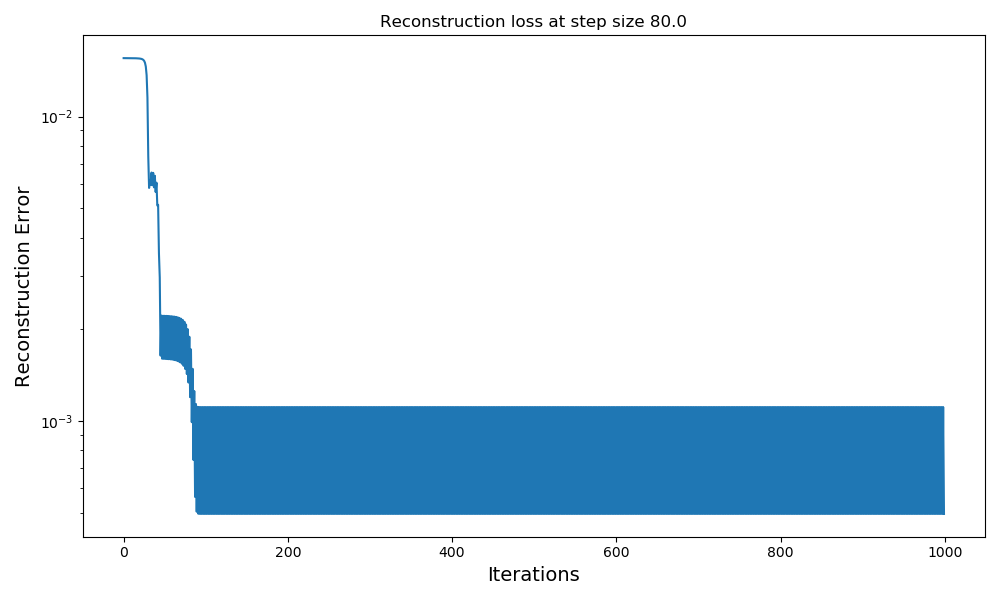 Reconstruction loss at step size 80.0
Reconstruction Error
10⁻²
10⁻³
0 200 400 600 800 1000
Iterations